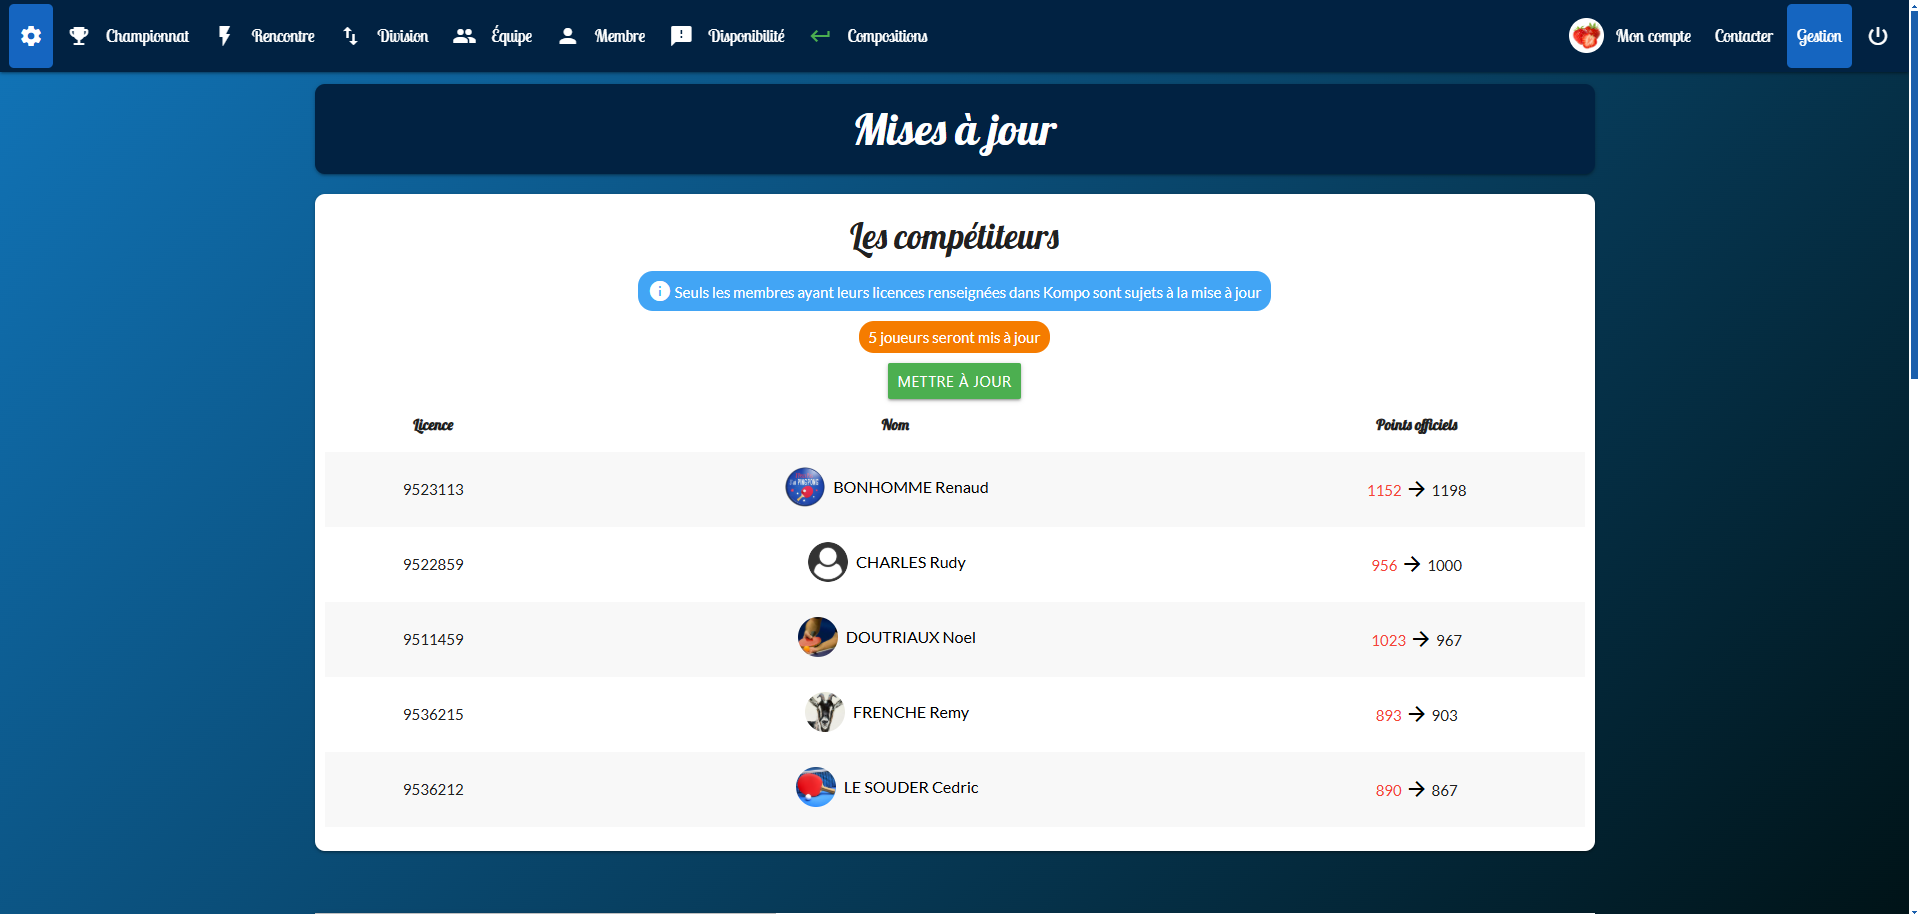 Championnat Rencontre Division Équipe Membre Disponibilité Compositions Mon compte Contacter Gestion
Mises à jour
Les compétiteurs
Seuls les membres ayant leurs licences renseignées dans Kompo sont sujets à la mise à jour
5 joueurs seront mis à jour
METTRE À JOUR
Licence Nom Points officiels
9523113 BONHOMME Renaud 1152 → 1198
9522859 CHARLES Rudy 956 → 1000
9511459 DOUTRIAUX Noel 1023 → 967
9536215 FRENCHE Remy 893 → 903
9536212 LE SOUDER Cedric 890 → 867